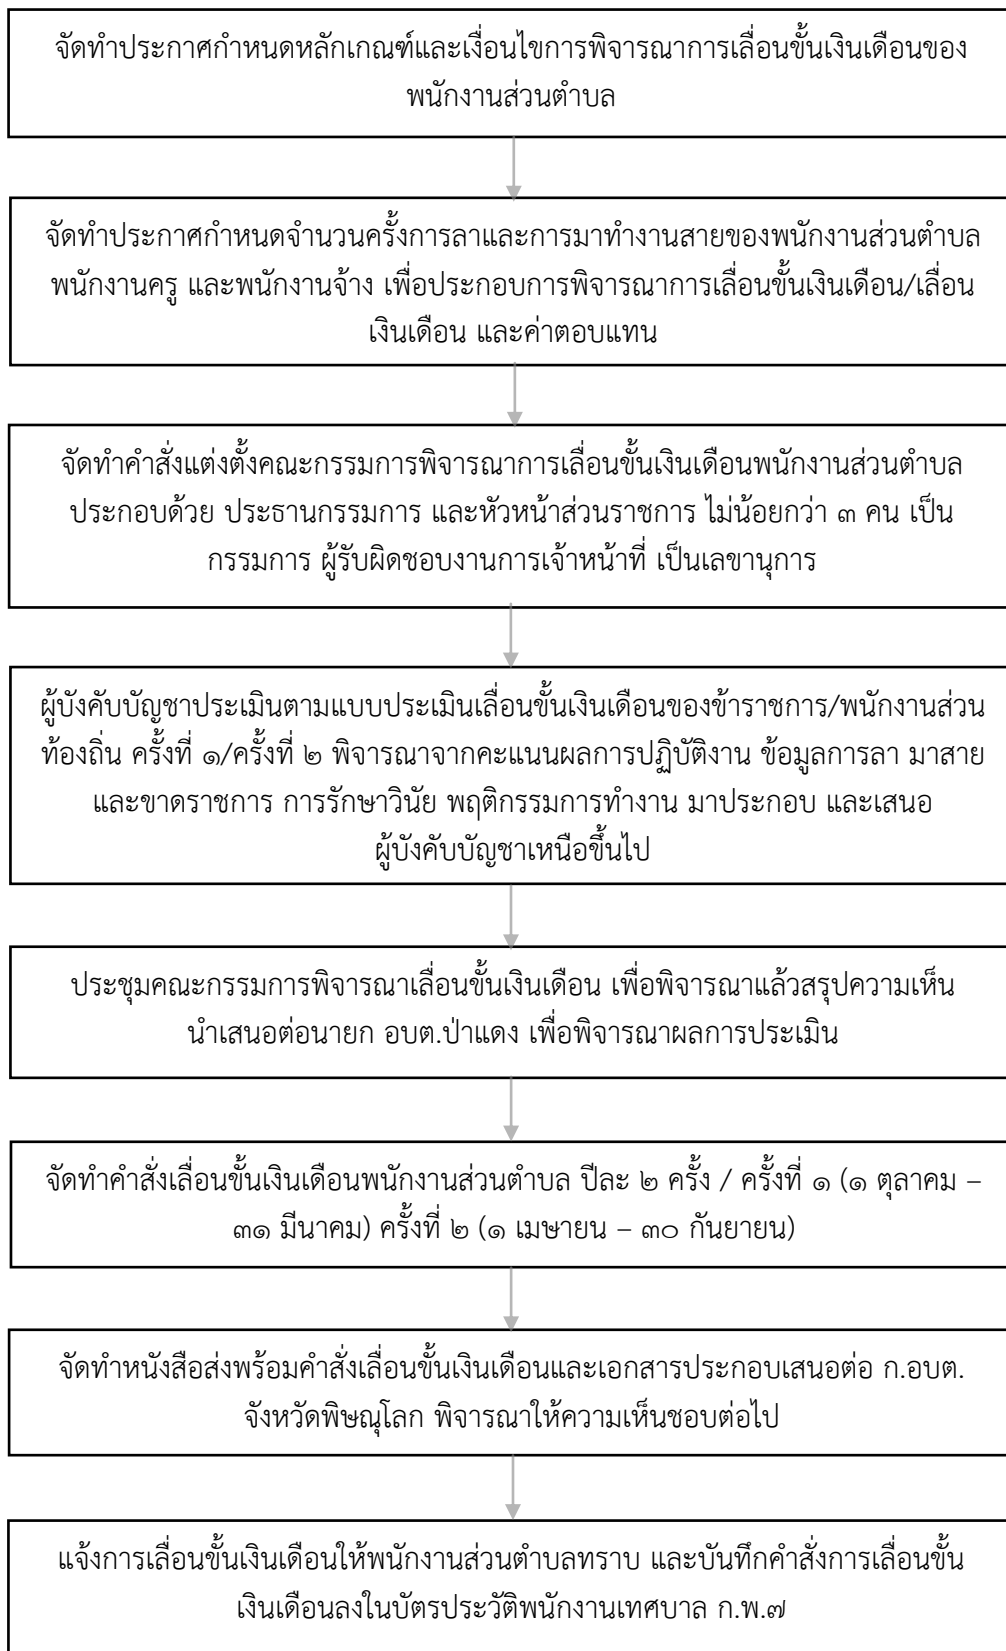 จัดทำประกาศกำหนดหลักเกณฑ์และเงื่อนไขการพิจารณาการเลื่อนขั้นเงินเดือนของ
พนักงานส่วนตำบล
จัดทำประกาศกำหนดจำนวนครั้งการลาและการมาทำงานสายของพนักงานส่วนตำบล
พนักงานครู และพนักงานจ้าง เพื่อประกอบการพิจารณาการเลื่อนขั้นเงินเดือน/เลื่อน
เงินเดือน และค่าตอบแทน
จัดทำคำสั่งแต่งตั้งคณะกรรมการพิจารณาการเลื่อนขั้นเงินเดือนพนักงานส่วนตำบล
ประกอบด้วย ประธานกรรมการ และหัวหน้าส่วนราชการ ไม่น้อยกว่า ๓ คน เป็น
กรรมการ ผู้รับผิดชอบงานการเจ้าหน้าที่ เป็นเลขานุการ
ผู้บังคับบัญชาประเมินตามแบบประเมินเลื่อนขั้นเงินเดือนของข้าราชการ/พนักงานส่วน
ท้องถิ่น ครั้งที่ ๑/ครั้งที่ ๒ พิจารณาจากคะแนนผลการปฏิบัติงาน ข้อมูลการลา มาสาย
และขาดราชการ การรักษาวินัย พฤติกรรมการทำงาน มาประกอบ และเสนอ
ผู้บังคับบัญชาเหนือขึ้นไป
ประชุมคณะกรรมการพิจารณาเลื่อนขั้นเงินเดือน เพื่อพิจารณาแล้วสรุปความเห็น
นำเสนอต่อนายก อบต.ป่าแดง เพื่อพิจารณาผลการประเมิน
จัดทำคำสั่งเลื่อนขั้นเงินเดือนพนักงานส่วนตำบล ปีละ ๒ ครั้ง / ครั้งที่ ๑ (๑ ตุลาคม –
๓๑ มีนาคม) ครั้งที่ ๒ (๑ เมษายน – ๓๐ กันยายน)
จัดทำหนังสือส่งพร้อมคำสั่งเลื่อนขั้นเงินเดือนและเอกสารประกอบเสนอต่อ ก.อบต.
จังหวัดพิษณุโลก พิจารณาให้ความเห็นชอบต่อไป
แจ้งการเลื่อนขั้นเงินเดือนให้พนักงานส่วนตำบลทราบ และบันทึกคำสั่งการเลื่อนขั้น
เงินเดือนลงในบัตรประวัติพนักงานเทศบาล ก.พ.๗